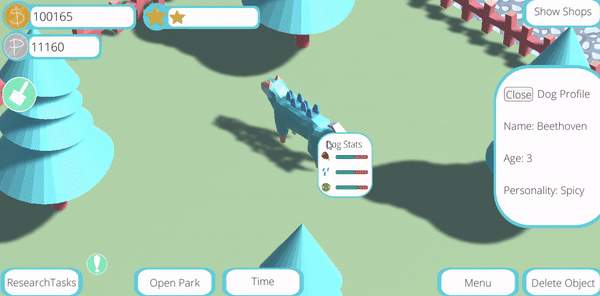 100165
Show Shops
11160
Close Dog Profile
Name: Beethoven
Age: 3
Personality: Spicy
Dog Stats
ResearchTasks
Open Park
Time
Menu
Delete Object